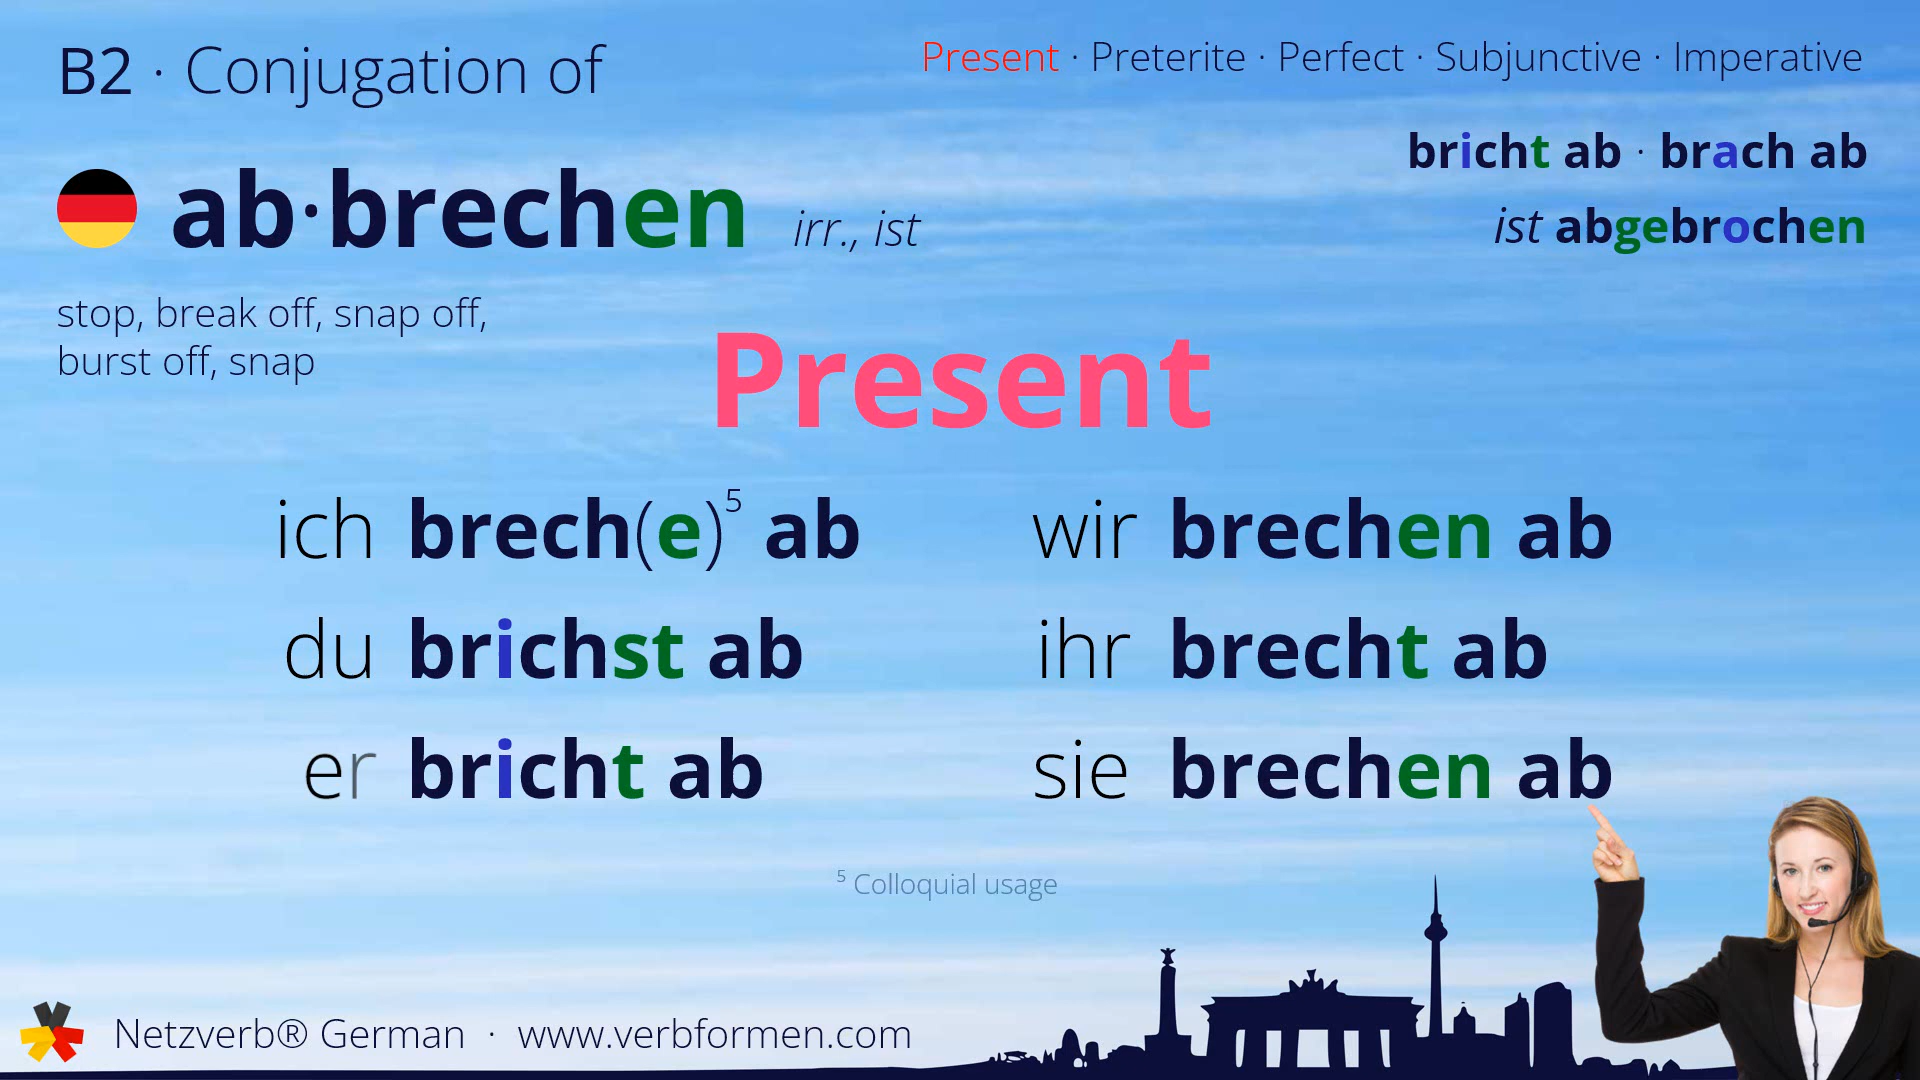 B2 · Conjugation of
Present · Preterite · Perfect · Subjunctive · Imperative
ab·brechen irr., ist
bricht ab · brach ab
ist abgebrochen
stop, break off, snap off,
burst off, snap
Present
ich brech(e)⁵ ab
du brichst ab
er bricht ab
wir brechen ab
ihr brecht ab
sie brechen ab
⁵ Colloquial usage
Netzverb® German · www.verbformen.com